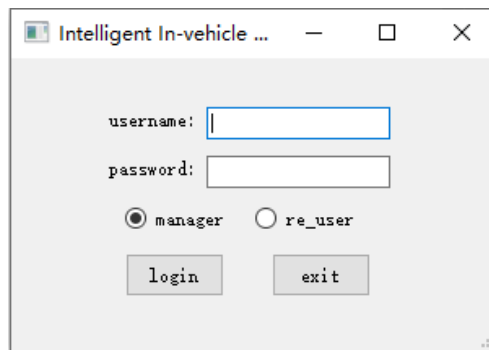 Intelligent In-vehicle ...
username:
password:
manager re_user
login exit